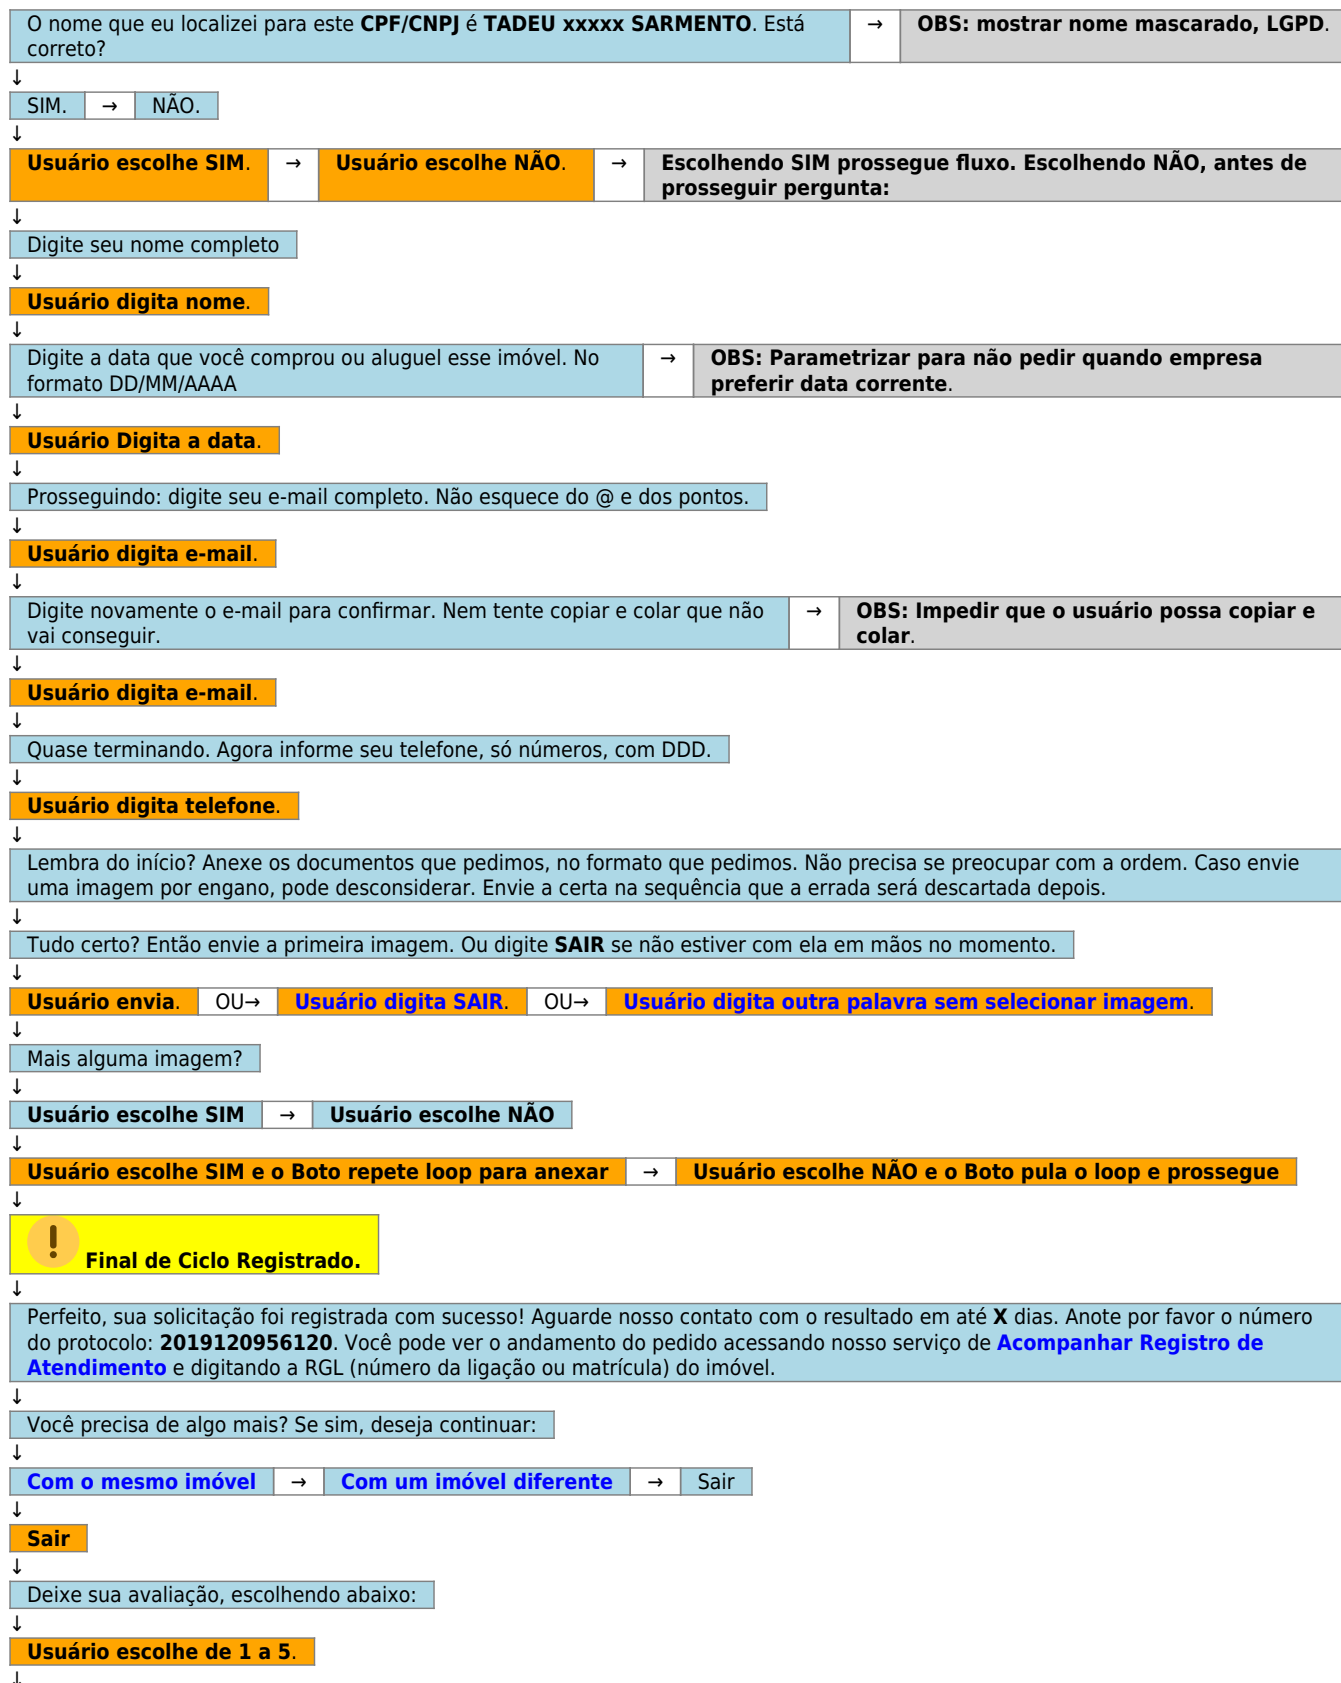 O nome que eu localizei para este CPF/CNPJ é TADEU xxxxx SARMENTO. Está → OBS: mostrar nome mascarado, LGPD.
correto?
↓
SIM. → NÃO.
↓
Usuário escolhe SIM. → Usuário escolhe NÃO. → Escolhendo SIM prossegue fluxo. Escolhendo NÃO, antes de
prosseguir pergunta:
↓
Digite seu nome completo
↓
Usuário digita nome.
↓
Digite a data que você comprou ou aluguel esse imóvel. No → OBS: Parametrizar para não pedir quando empresa
formato DD/MM/AAAA preferir data corrente.
↓
Usuário Digita a data.
↓
Prosseguindo: digite seu e-mail completo. Não esquece do @ e dos pontos.
↓
Usuário digita e-mail.
↓
Digite novamente o e-mail para confirmar. Nem tente copiar e colar que não → OBS: Impedir que o usuário possa copiar e
vai conseguir. colar.
↓
Usuário digita e-mail.
↓
Quase terminando. Agora informe seu telefone, só números, com DDD.
↓
Usuário digita telefone.
↓
Lembra do início? Anexe os documentos que pedimos, no formato que pedimos. Não precisa se preocupar com a ordem. Caso envie
uma imagem por engano, pode desconsiderar. Envie a certa na sequência que a errada será descartada depois.
↓
Tudo certo? Então envie a primeira imagem. Ou digite SAIR se não estiver com ela em mãos no momento.
↓
Usuário envia. OU→ Usuário digita SAIR. OU→ Usuário digita outra palavra sem selecionar imagem.
↓
Mais alguma imagem?
↓
Usuário escolhe SIM → Usuário escolhe NÃO
↓
Usuário escolhe SIM e o Boto repete loop para anexar → Usuário escolhe NÃO e o Boto pula o loop e prossegue
↓
Final de Ciclo Registrado.
↓
Perfeito, sua solicitação foi registrada com sucesso! Aguarde nosso contato com o resultado em até X dias. Anote por favor o número
do protocolo: 2019120956120. Você pode ver o andamento do pedido acessando nosso serviço de Acompanhar Registro de
Atendimento e digitando a RGL (número da ligação ou matrícula) do imóvel.
↓
Você precisa de algo mais? Se sim, deseja continuar:
↓
Com o mesmo imóvel → Com um imóvel diferente → Sair
↓
Sair
↓
Deixe sua avaliação, escolhendo abaixo:
↓
Usuário escolhe de 1 a 5.
↓